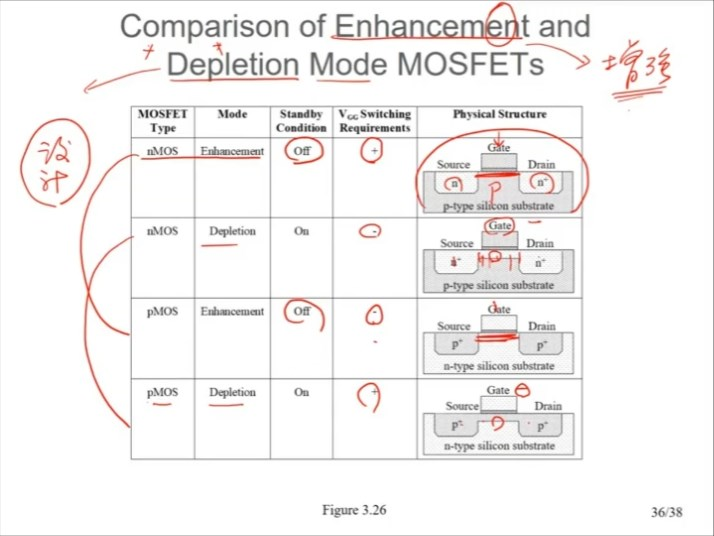 Comparison of Enhancement and
Depletion Mode MOSFETs
增强
设
计
MOSFET Type	Mode	Standby Condition	VGG Switching Requirements	Physical Structure
nMOS	Enhancement	Off	+
Gate
Source	Drain
n	p	n+
p-type silicon substrate
nMOS	Depletion	On	-
Gate	-
Source	Drain
n+
p-type silicon substrate
pMOS	Enhancement	Off	-
Gate
Source	Drain
p+	p+
n-type silicon substrate
pMOS	Depletion	On	+
Gate
Source	Drain
p+	p+
n-type silicon substrate
Figure 3.26
36/38